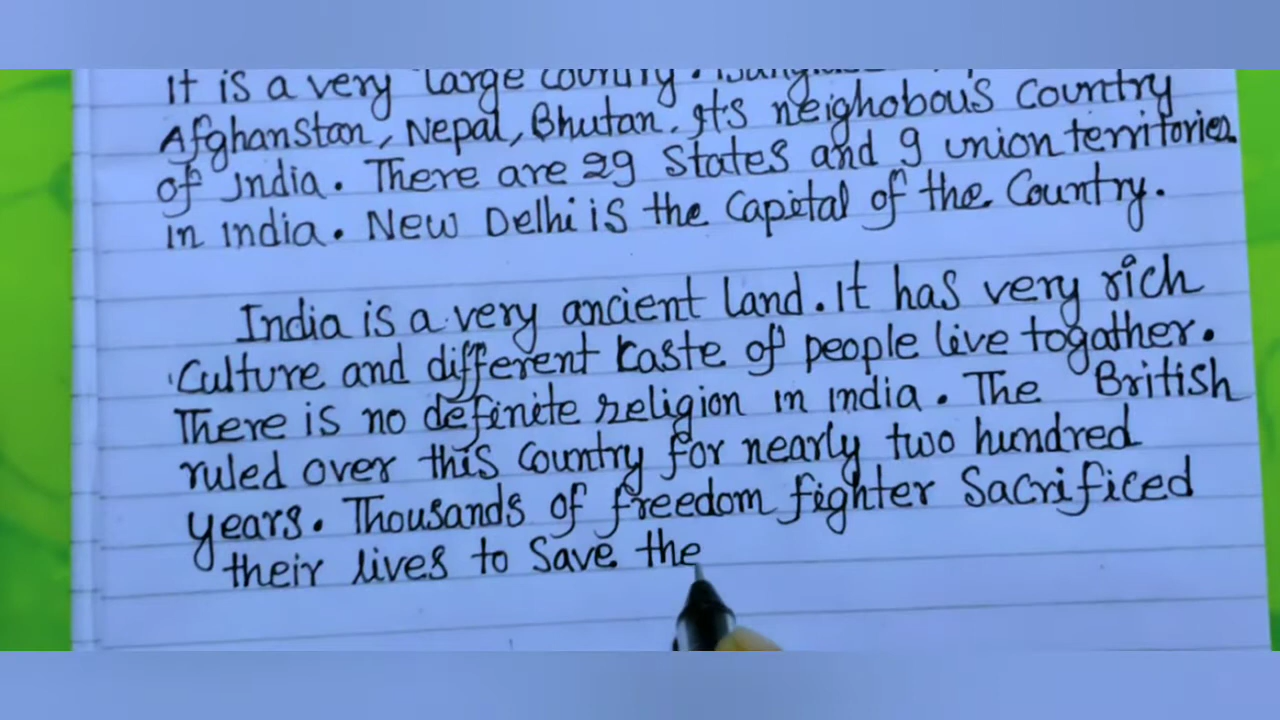 It is a very large country.
Afghanstan, Nepal, Bhutan. It's neighobous country
of India. There are 29 States and 9 union territories
in india. New Delhi is the Capital of the Country.
India is a very ancient land. It has very rich
Culture and different caste of people live togather.
There is no definite religion in india. The British
ruled over this Country for nearly two hundred
years. Thousands of freedom fighter Sacrificed
their lives to Save the